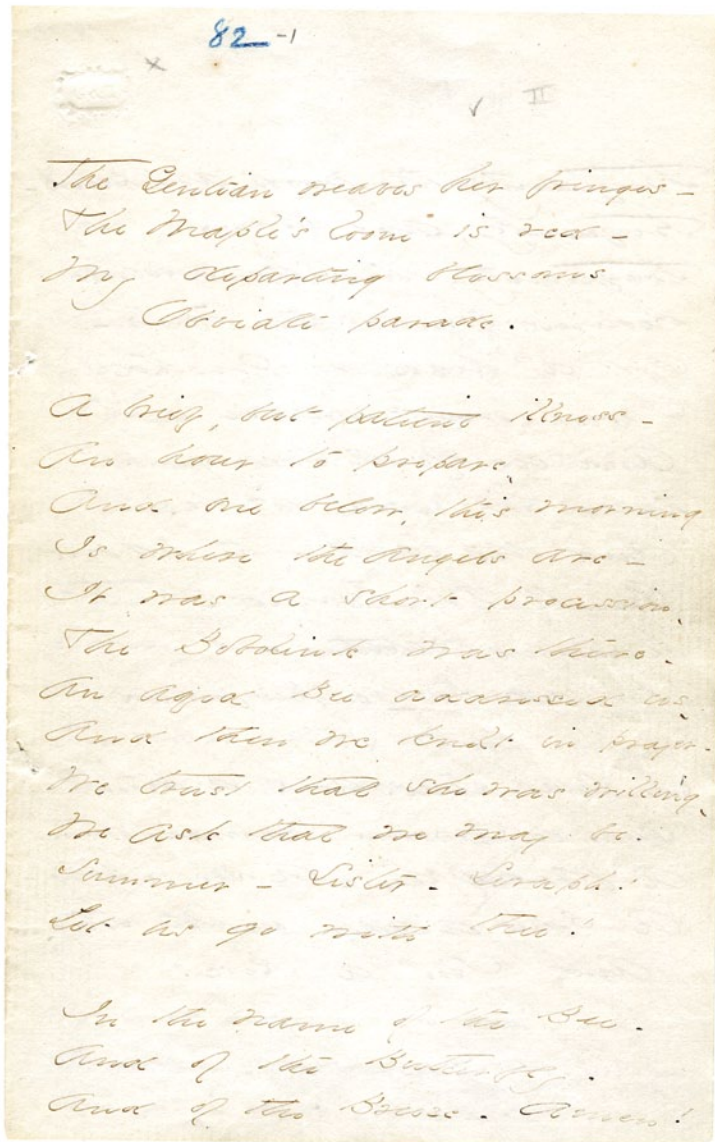 82 -1
x
✓ II
The Gentian weaves her fringes -
The Maple's loom is red -
My departing blossoms
Obviate parade.
A brief, but patient illness -
An hour to prepare,
And one below, this morning
Is where the Angels are -
It was a short procession,
The Bobolink was there -
An aged Bee addressed us,
And then we knelt in prayer -
We trust that she was willing,
We ask that we may be.
Summer - Sister - Seraph!
Let us go with thee!
In the name of the Bee -
And of the Butterfly -
And of the Breeze - Amen!